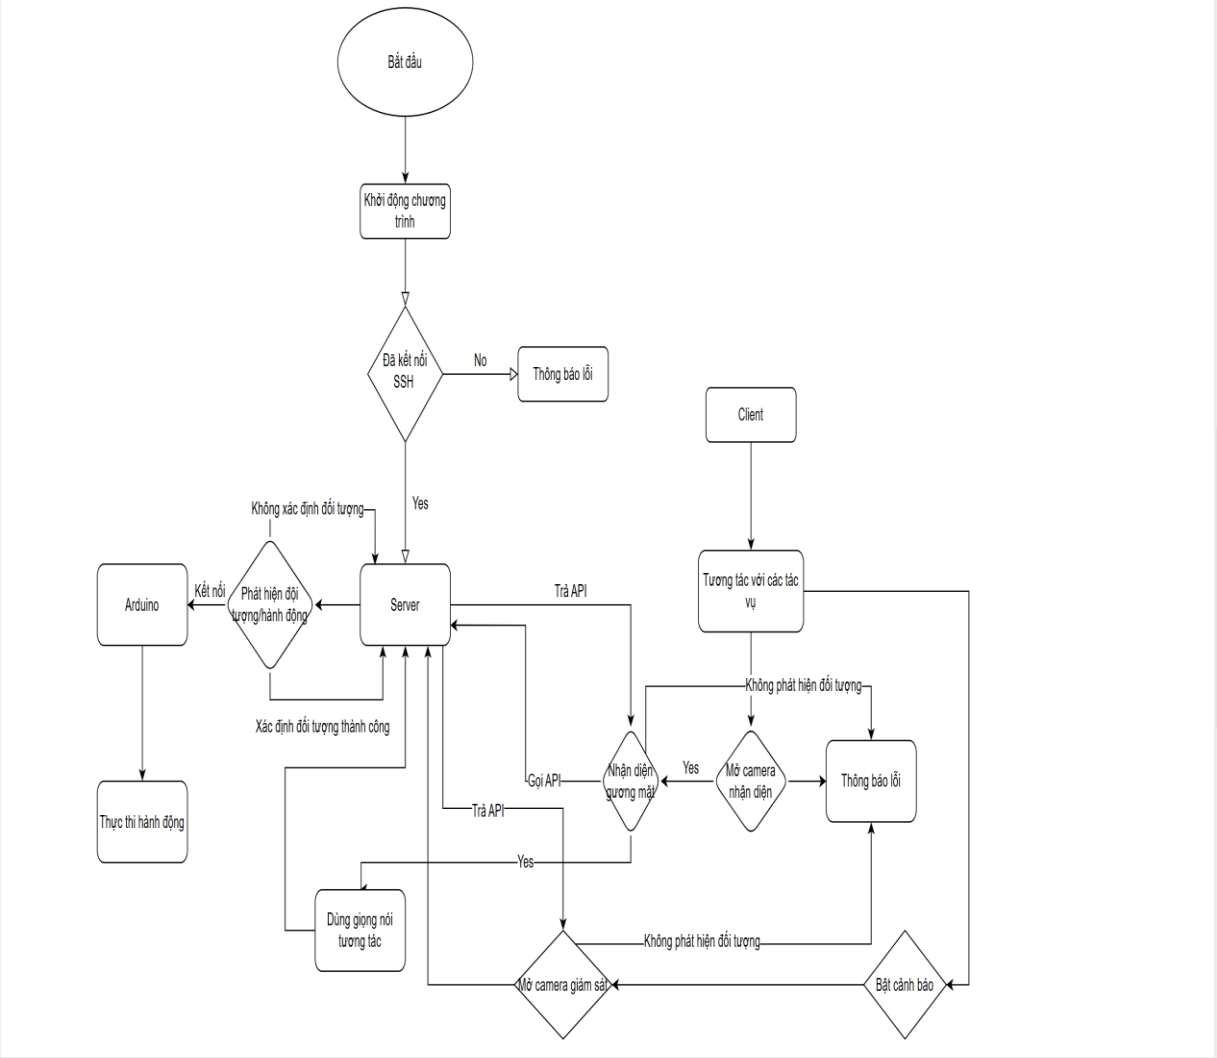 Bắt đầu
Khởi động chương
trình
Đã kết nối
SSH
No
Thông báo lỗi
Client
Yes
Không xác định đối tượng
Arduino
Kết nối
Phát hiện đội
tượng/hành động
Server
Trả API
Tương tác với các tác
vụ
Không phát hiện đối tượng
Xác định đối tượng thành công
Nhận diện
gương mặt
Yes
Mở camera
nhận diện
Thông báo lỗi
Gọi API
Trả API
Thực thi hành động
Yes
Dùng giọng nói
tương tác
Không phát hiện đối tượng
Mở camera giám sát
Bật cảnh báo